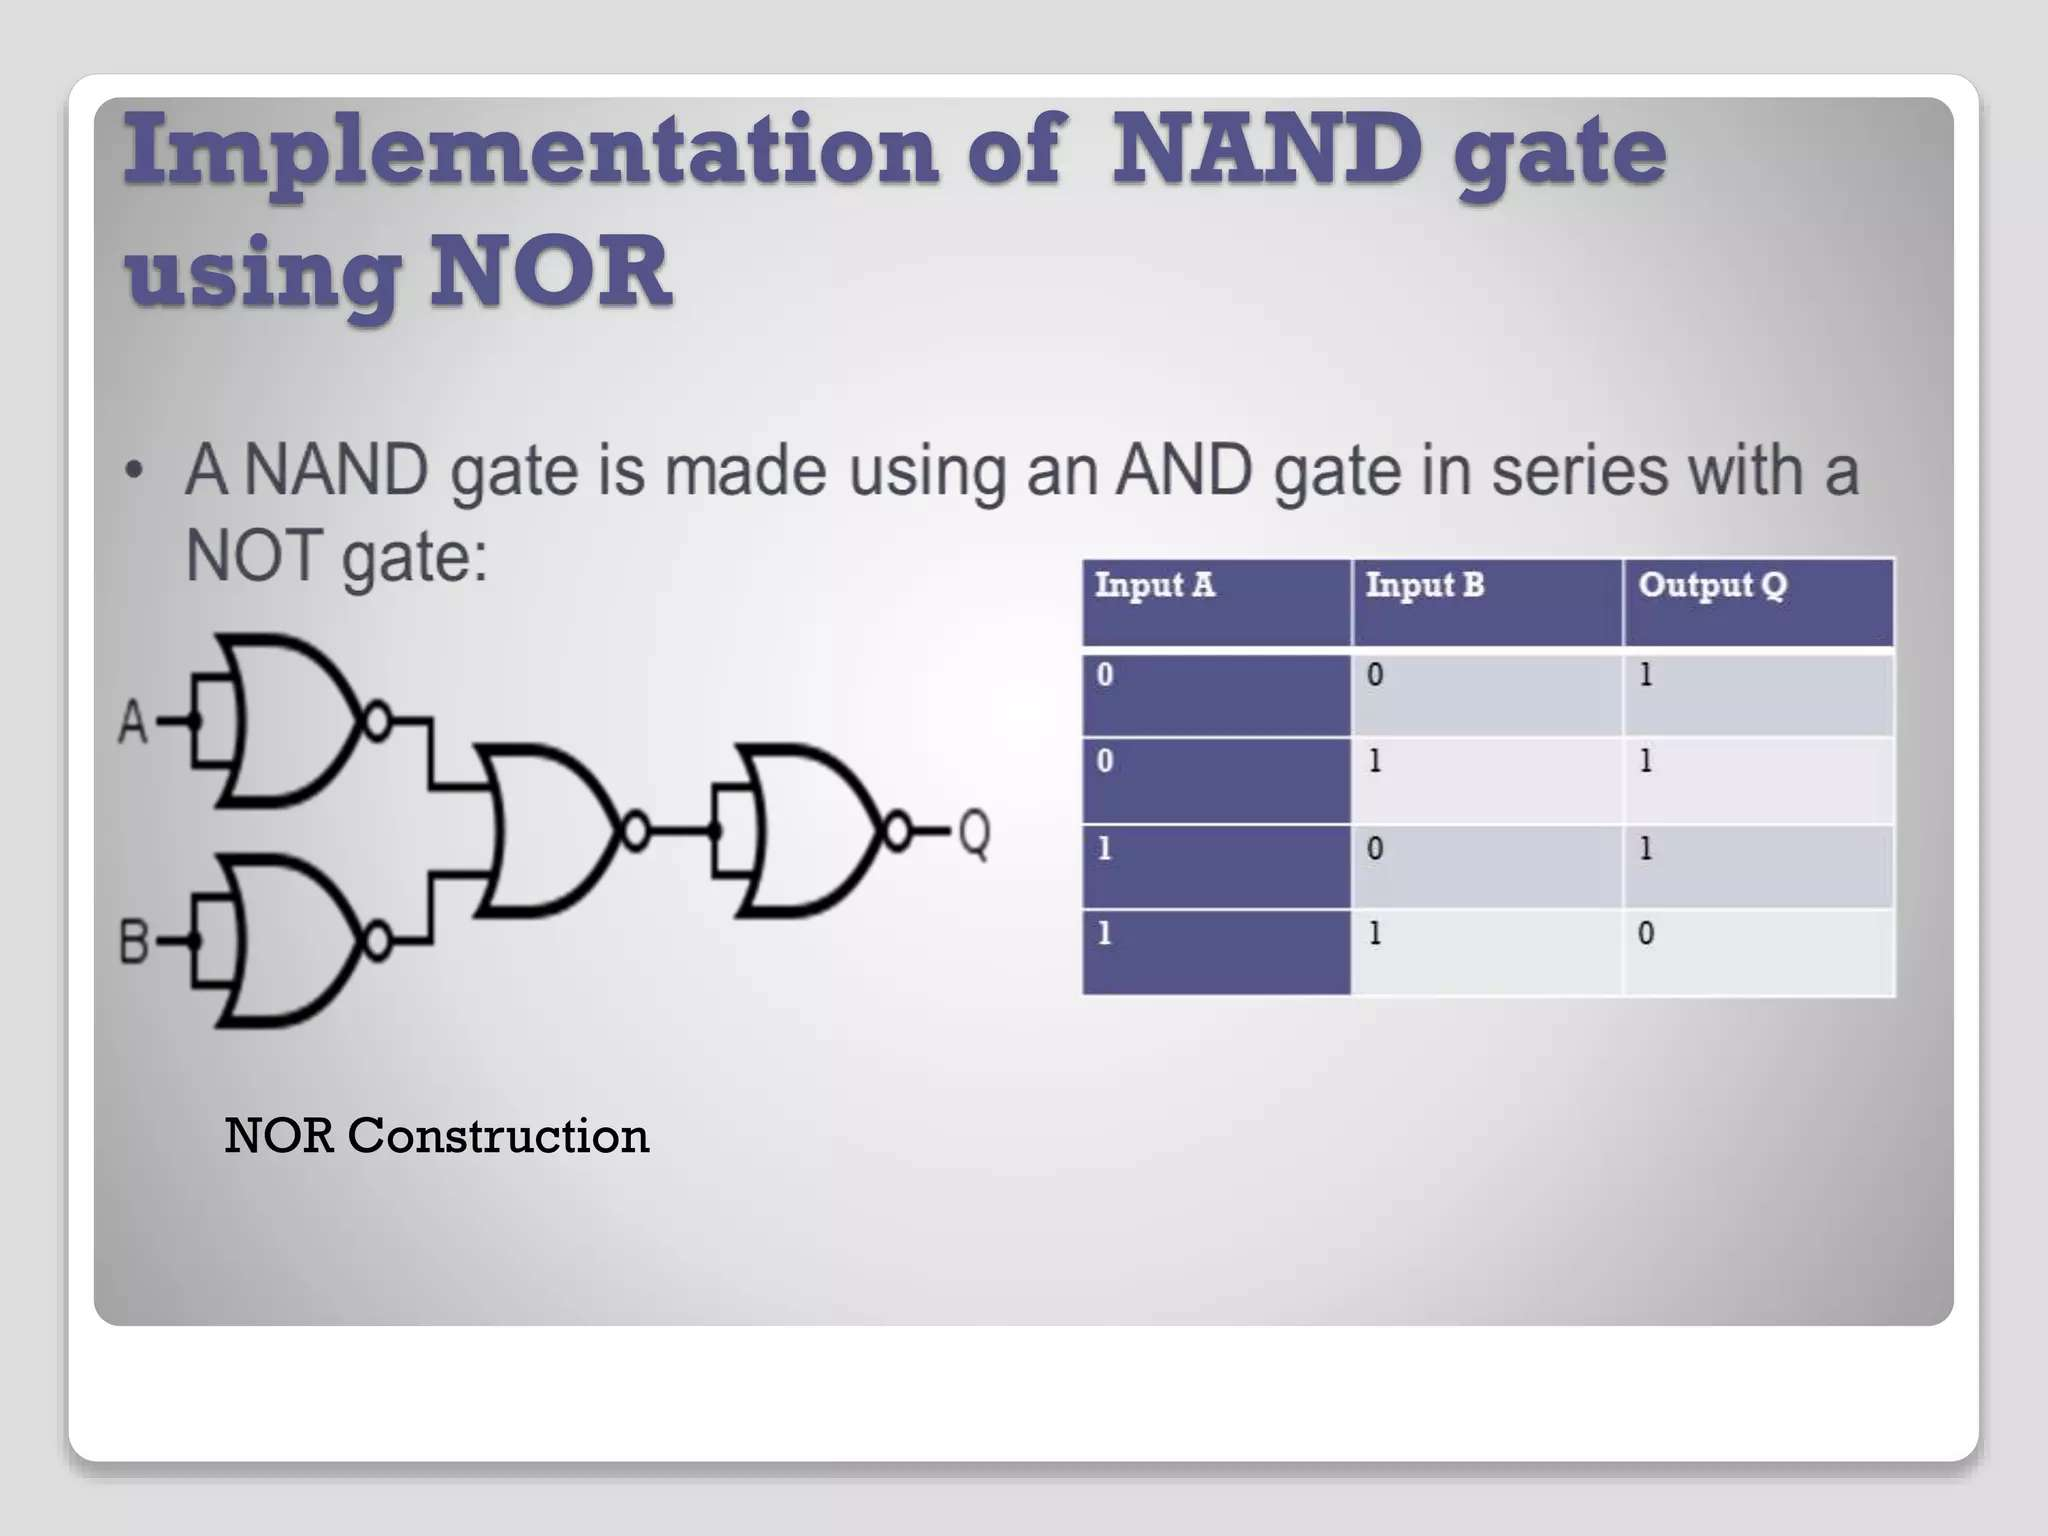 Implementation of NAND gate
using NOR
• A NAND gate is made using an AND gate in series with a
NOT gate:
Input A Input B Output Q
0 0 1
0 1 1
1 0 1
1 1 0
A
B
Q
NOR Construction